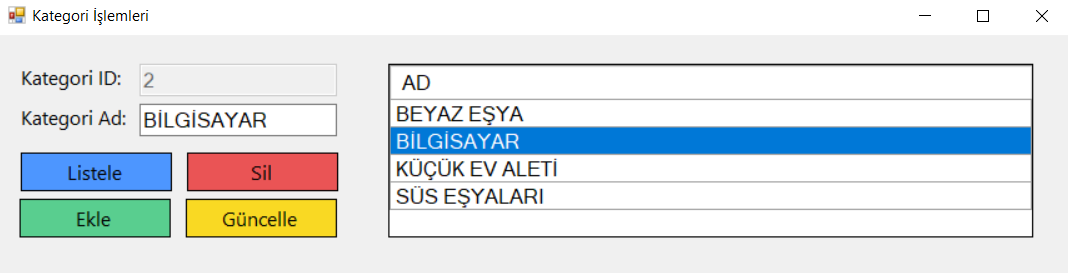 Kategori İşlemleri
Kategori ID: 2
Kategori Ad: BİLGİSAYAR
Listele Sil
Ekle Güncelle
AD
BEYAZ EŞYA
BİLGİSAYAR
KÜÇÜK EV ALETİ
SÜS EŞYALARI